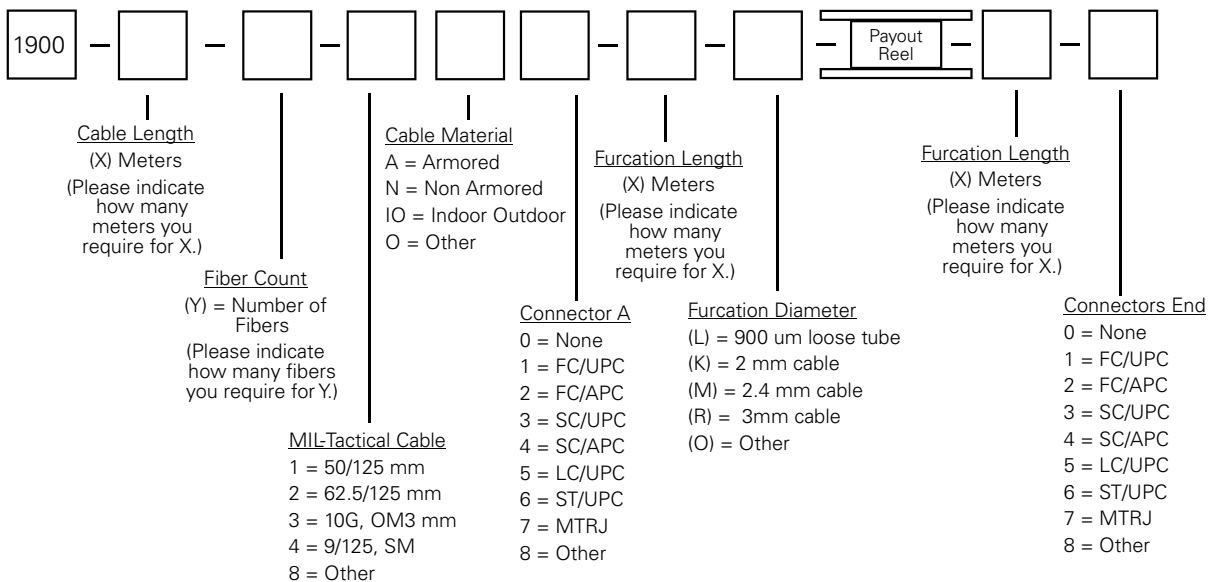 1900
Payout
Reel
Cable Length
(X) Meters
(Please indicate
how many
meters you
require for X.)
Fiber Count
(Y) = Number of
Fibers
(Please indicate
how many fibers
you require for Y.)
MIL-Tactical Cable
1 = 50/125 mm
2 = 62.5/125 mm
3 = 10G, OM3 mm
4 = 9/125, SM
8 = Other
Cable Material
A = Armored
N = Non Armored
IO = Indoor Outdoor
O = Other
Connector A
0 = None
1 = FC/UPC
2 = FC/APC
3 = SC/UPC
4 = SC/APC
5 = LC/UPC
6 = ST/UPC
7 = MTRJ
8 = Other
Furcation Length
(X) Meters
(Please indicate
how many
meters you
require for X.)
Furcation Diameter
(L) = 900 um loose tube
(K) = 2 mm cable
(M) = 2.4 mm cable
(R) = 3mm cable
(O) = Other
Furcation Length
(X) Meters
(Please indicate
how many
meters you
require for X.)
Connectors End
0 = None
1 = FC/UPC
2 = FC/APC
3 = SC/UPC
4 = SC/APC
5 = LC/UPC
6 = ST/UPC
7 = MTRJ
8 = Other